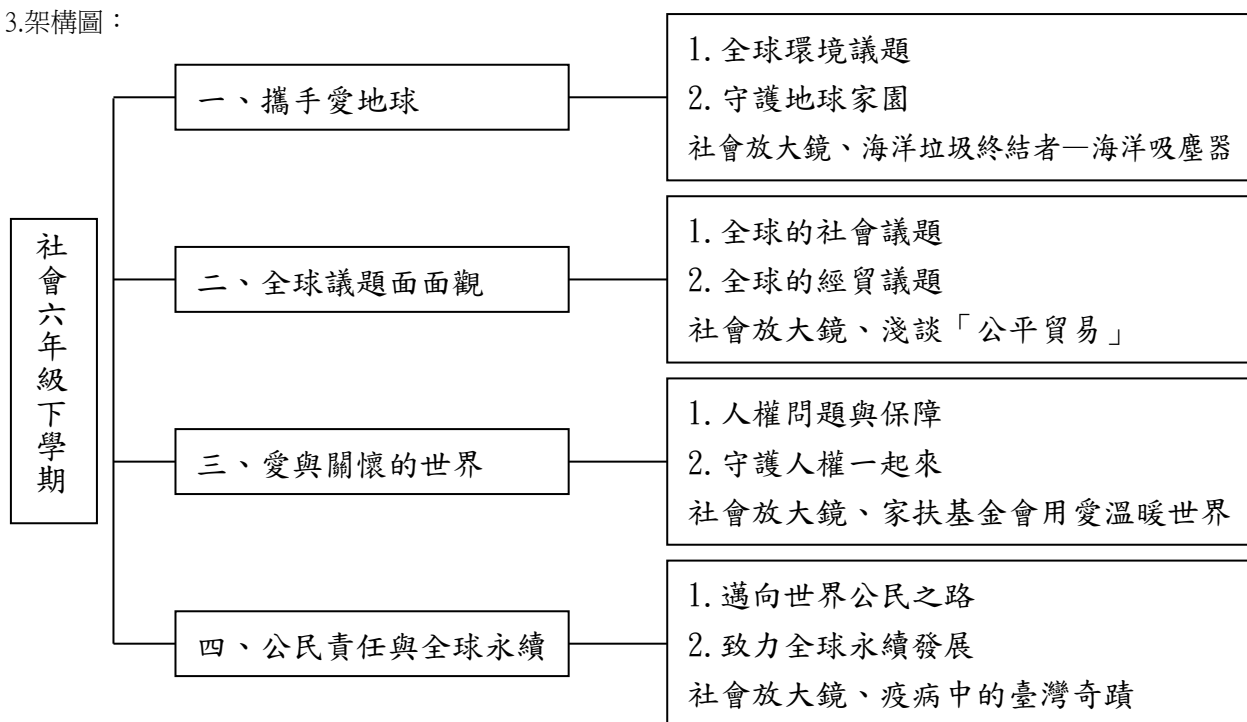 3.架構圖：
社會六年級下學期
一、攜手愛地球
1.全球環境議題
2.守護地球家園
社會放大鏡、海洋垃圾終結者—海洋吸塵器
二、全球議題面面觀
1.全球的社會議題
2.全球的經貿議題
社會放大鏡、淺談「公平貿易」
三、愛與關懷的世界
1.人權問題與保障
2.守護人權一起來
社會放大鏡、家扶基金會用愛溫暖世界
四、公民責任與全球永續
1.邁向世界公民之路
2.致力全球永續發展
社會放大鏡、疫病中的臺灣奇蹟